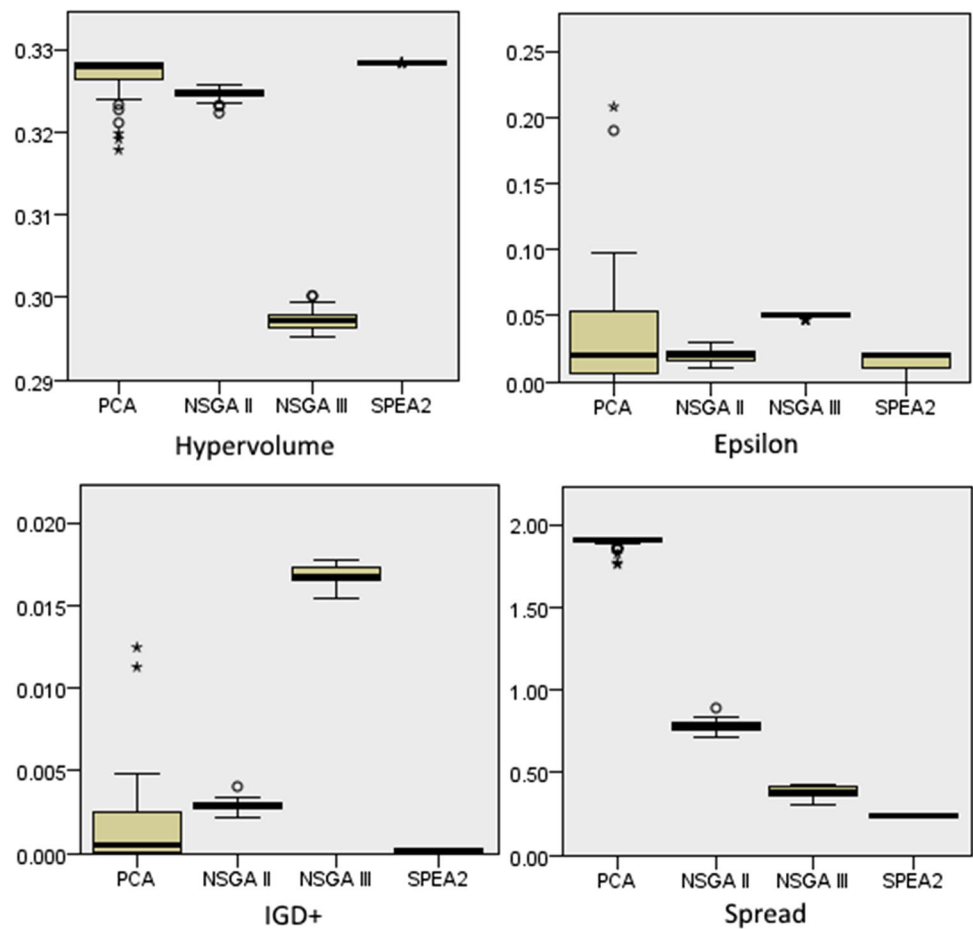 0.33
0.32
0.31
0.30
0.29
PCA NSGA II NSGA III SPEA2
Hypervolume
0.25
0.20
0.15
0.10
0.05
0.00
PCA NSGA II NSGA III SPEA2
Epsilon
0.020
0.015
0.010
0.005
0.000
PCA NSGA II NSGA III SPEA2
IGD+
2.00
1.50
1.00
0.50
0.00
PCA NSGA II NSGA III SPEA2
Spread